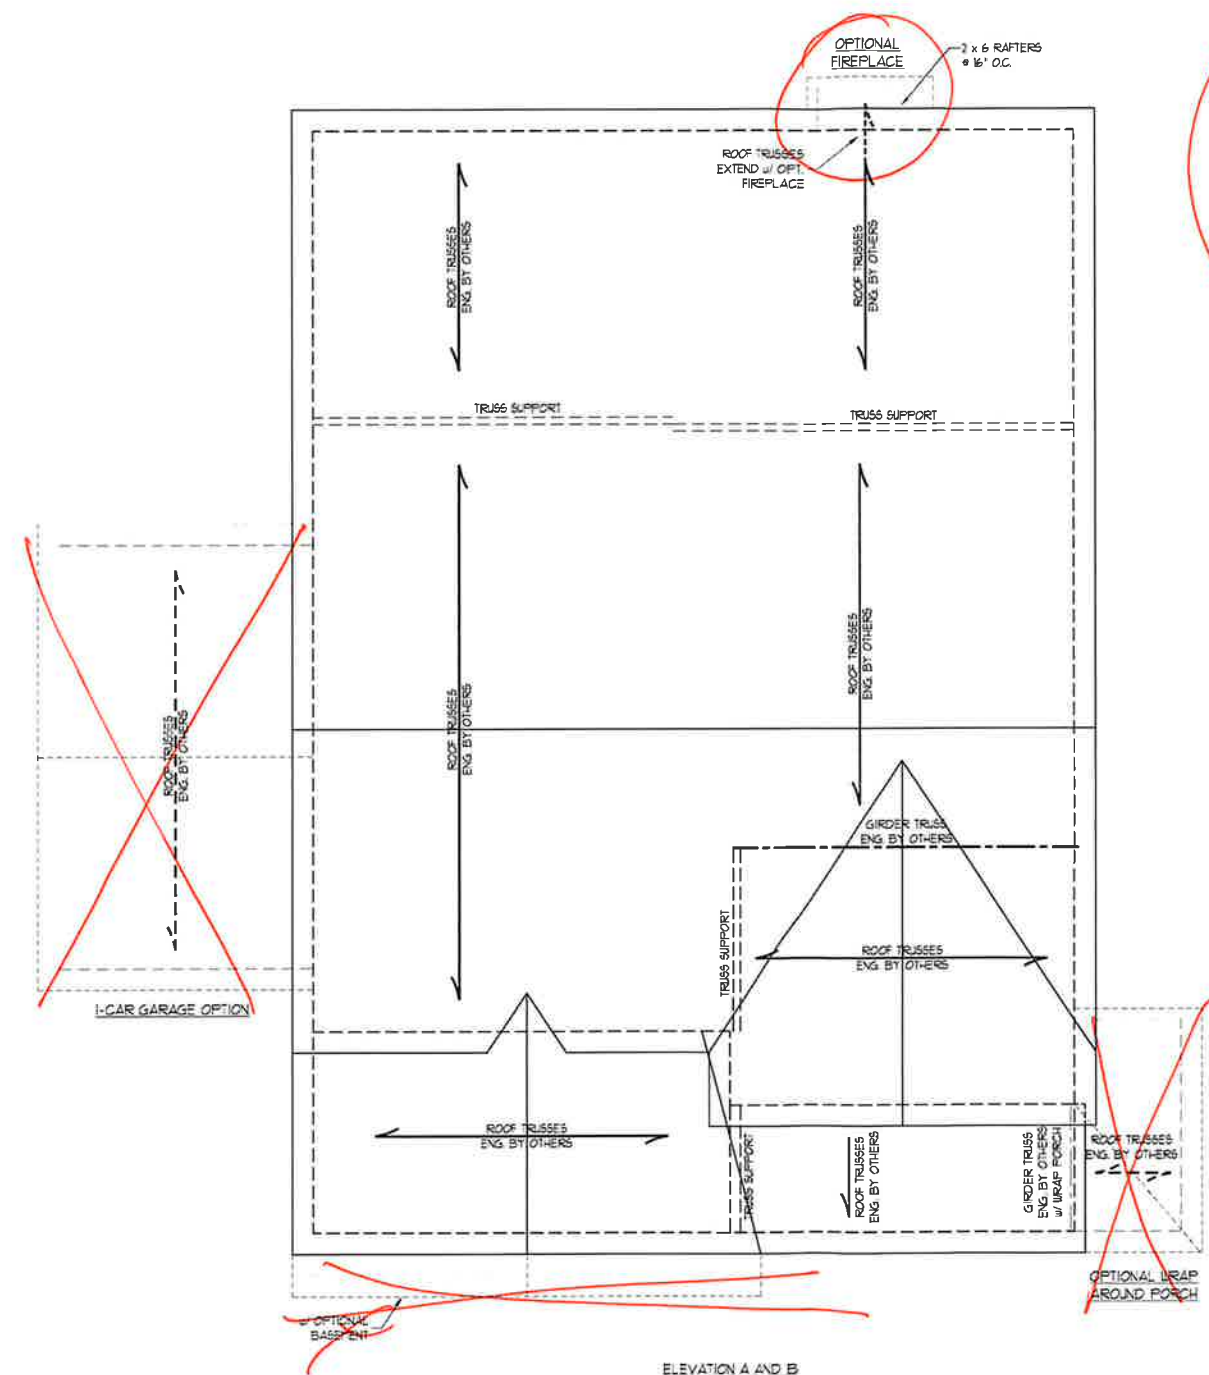 OPTIONAL
FIREPLACE
2 x 6 RAFTERS
@ 16" O.C.
ROOF TRUSSES
EXTEND w/ OPT.
FIREPLACE
ROOF TRUSSES
ENG. BY OTHERS
ROOF TRUSSES
ENG. BY OTHERS
TRUSS SUPPORT
TRUSS SUPPORT
ROOF TRUSSES
ENG. BY OTHERS
ROOF TRUSSES
ENG. BY OTHERS
ROOF TRUSSES
ENG. BY OTHERS
GIRDER TRUSS
ENG. BY OTHERS
TRUSS SUPPORT
ROOF TRUSSES
ENG. BY OTHERS
1-CAR GARAGE OPTION
ROOF TRUSSES
ENG. BY OTHERS
TRUSS SUPPORT
ROOF TRUSSES
ENG. BY OTHERS
GIRDER TRUSS
ENG. BY OTHERS
w/ WRAP PORCH
ROOF TRUSSES
ENG. BY OTHERS
OPTIONAL WRAP
AROUND PORCH
w/ OPTIONAL
BASEMENT
ELEVATION A AND B